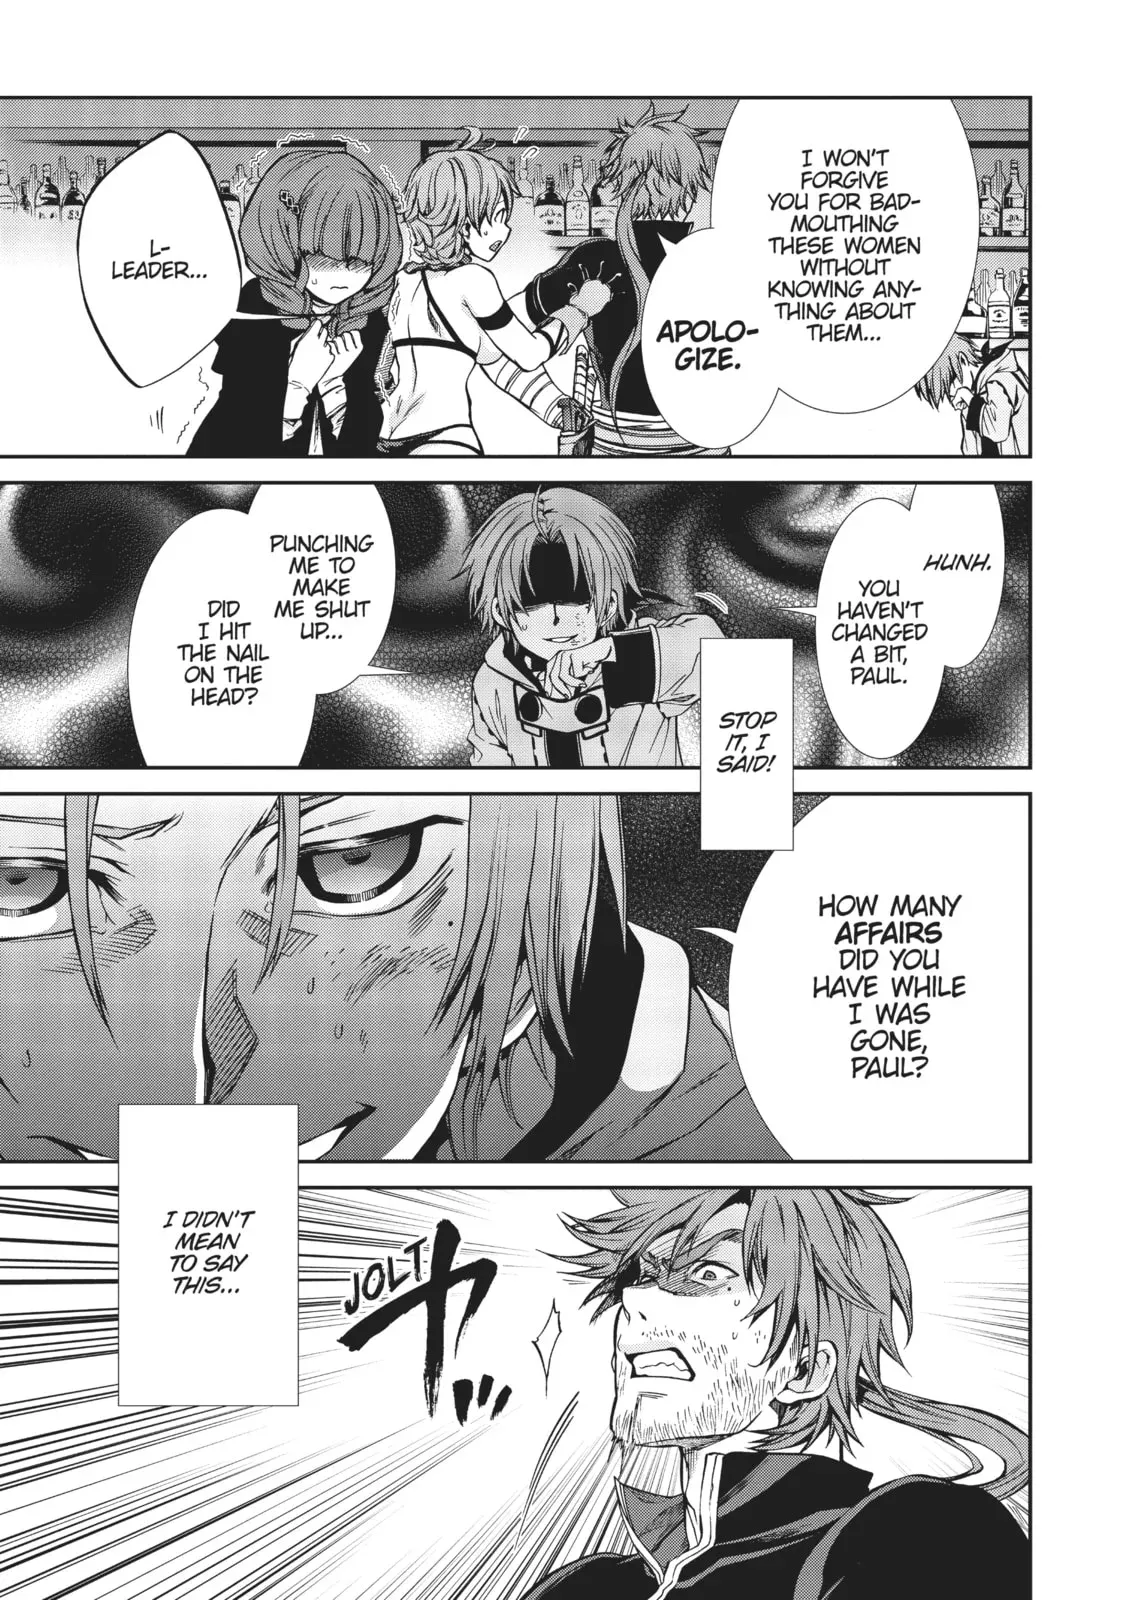 I WON'T
FORGIVE
YOU FOR BAD-
MOUTHING
THESE WOMEN
WITHOUT
KNOWING ANY-
THING ABOUT
THEM...
APOLO-
GIZE.
L-
LEADER...
HUNH.
YOU
HAVEN'T
CHANGED
A BIT,
PAUL.
STOP
IT, I
SAID!
PUNCHING
ME TO
MAKE
ME SHUT
UP...
DID
I HIT
THE NAIL
ON THE
HEAD?
HOW MANY
AFFAIRS
DID YOU
HAVE WHILE
I WAS
GONE,
PAUL?
I DIDN'T
MEAN
TO SAY
THIS...
JOLT